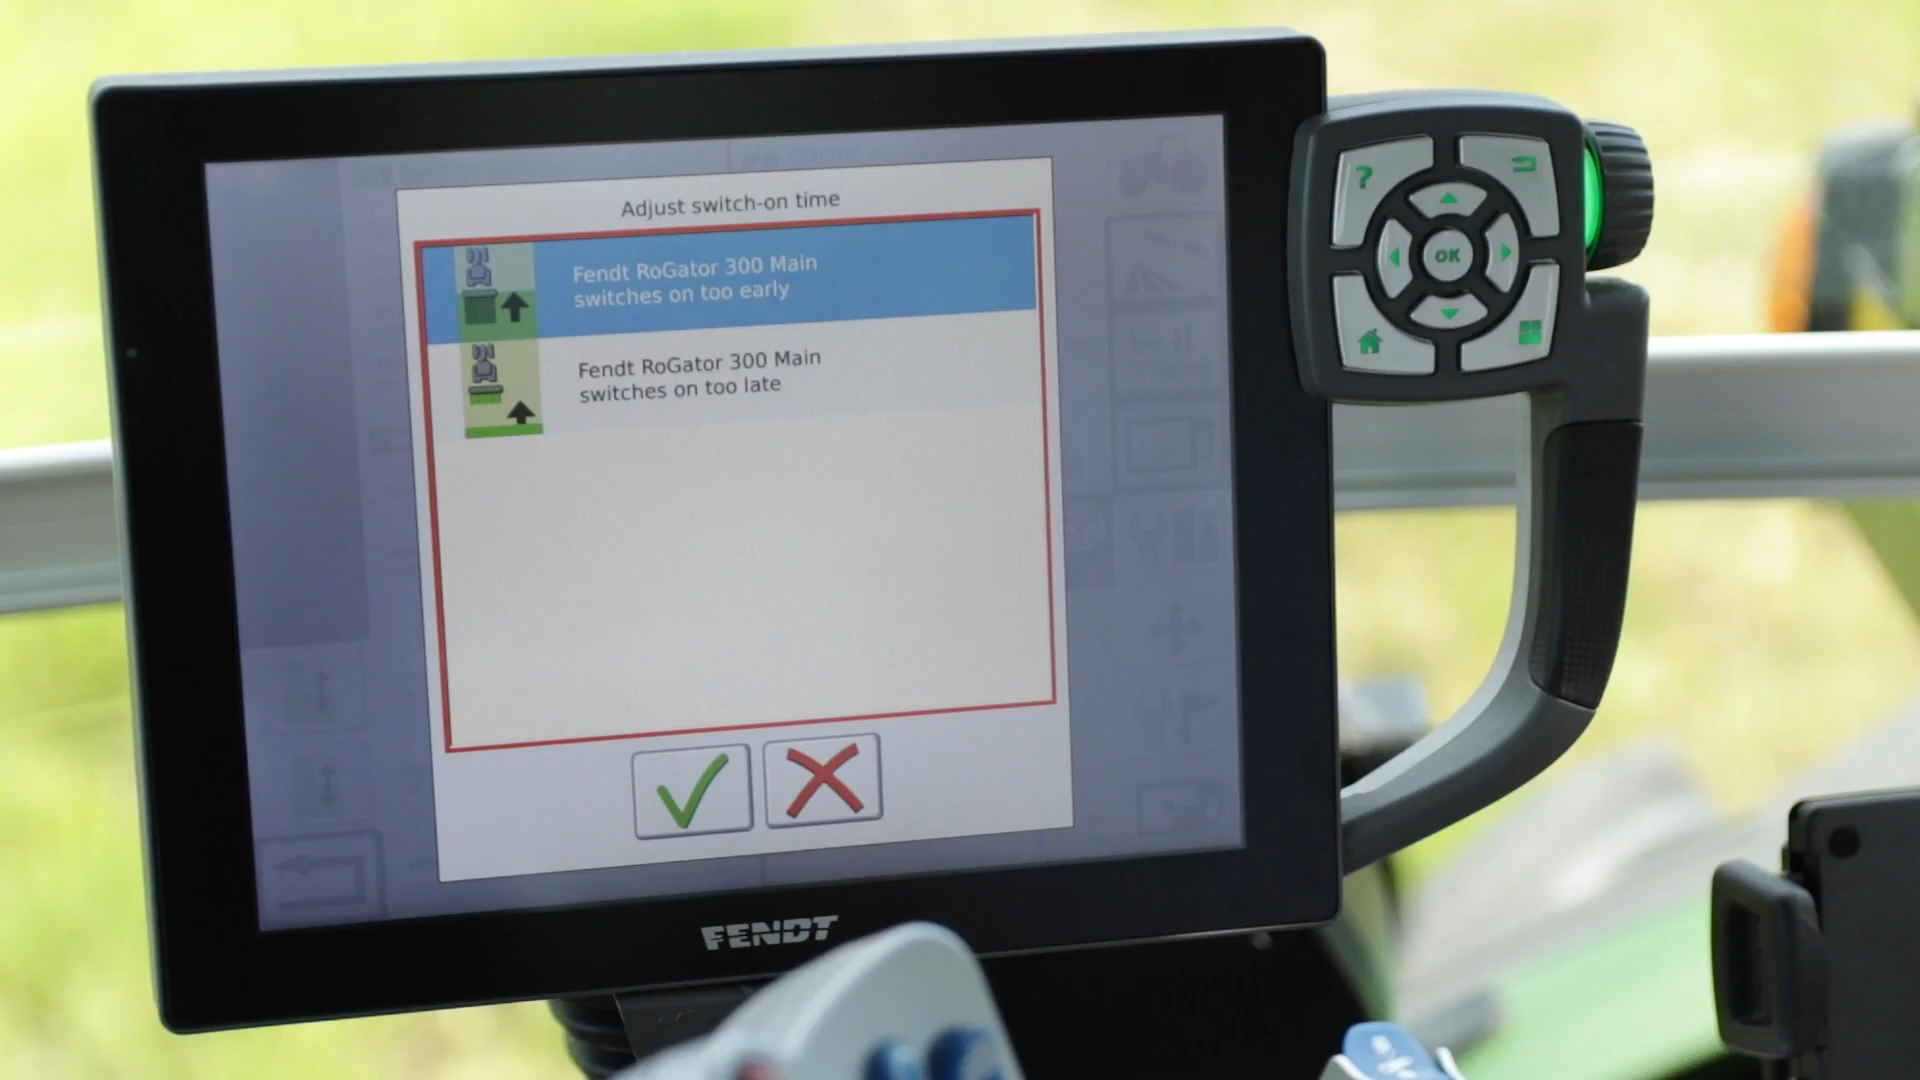 Adjust switch-on time
Fendt RoGator 300 Main
switches on too early
Fendt RoGator 300 Main
switches on too late
?
OK
FENDT